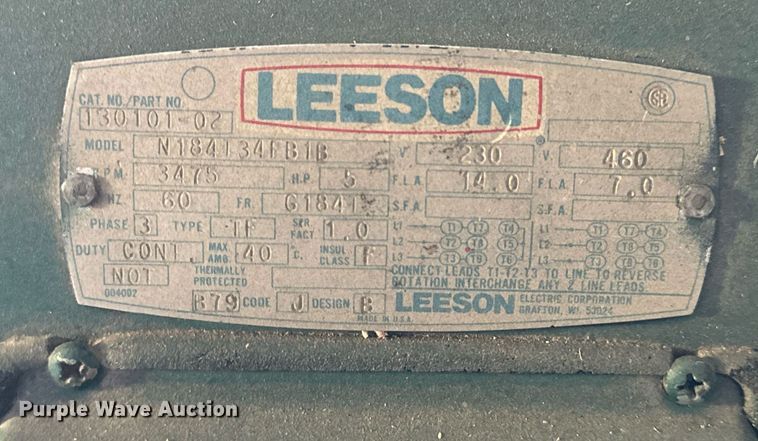 LEESON
CAT. NO./PART NO.
130101-02
MODEL N184T34FB1B V 230 V. 460
R.P.M. 3475 H.P. 5 F.L.A. 14.0 F.L.A. 7.0
HZ 60 FR. G184T S.F.A. S.F.A.
PHASE 3 TYPE TF SER. FACT 1.0 L1 T1 T7 T4 L1 T1 T7 T4
L2 T2 T8 T5 L2 T2 T8 T5
DUTY CONT. MAX AMB. 40 °C. INSUL CLASS F L3 T3 T9 T6 L3 T3 T9 T6
NOT THERMALLY PROTECTED CONNECT LEADS T1-T2-T3 TO LINE TO REVERSE
ROTATION INTERCHANGE ANY 2 LINE LEADS.
004002 B79 CODE J DESIGN B LEESON ELECTRIC CORPORATION
GRAFTON, WI. 53024
MADE IN U.S.A.
Purple Wave Auction